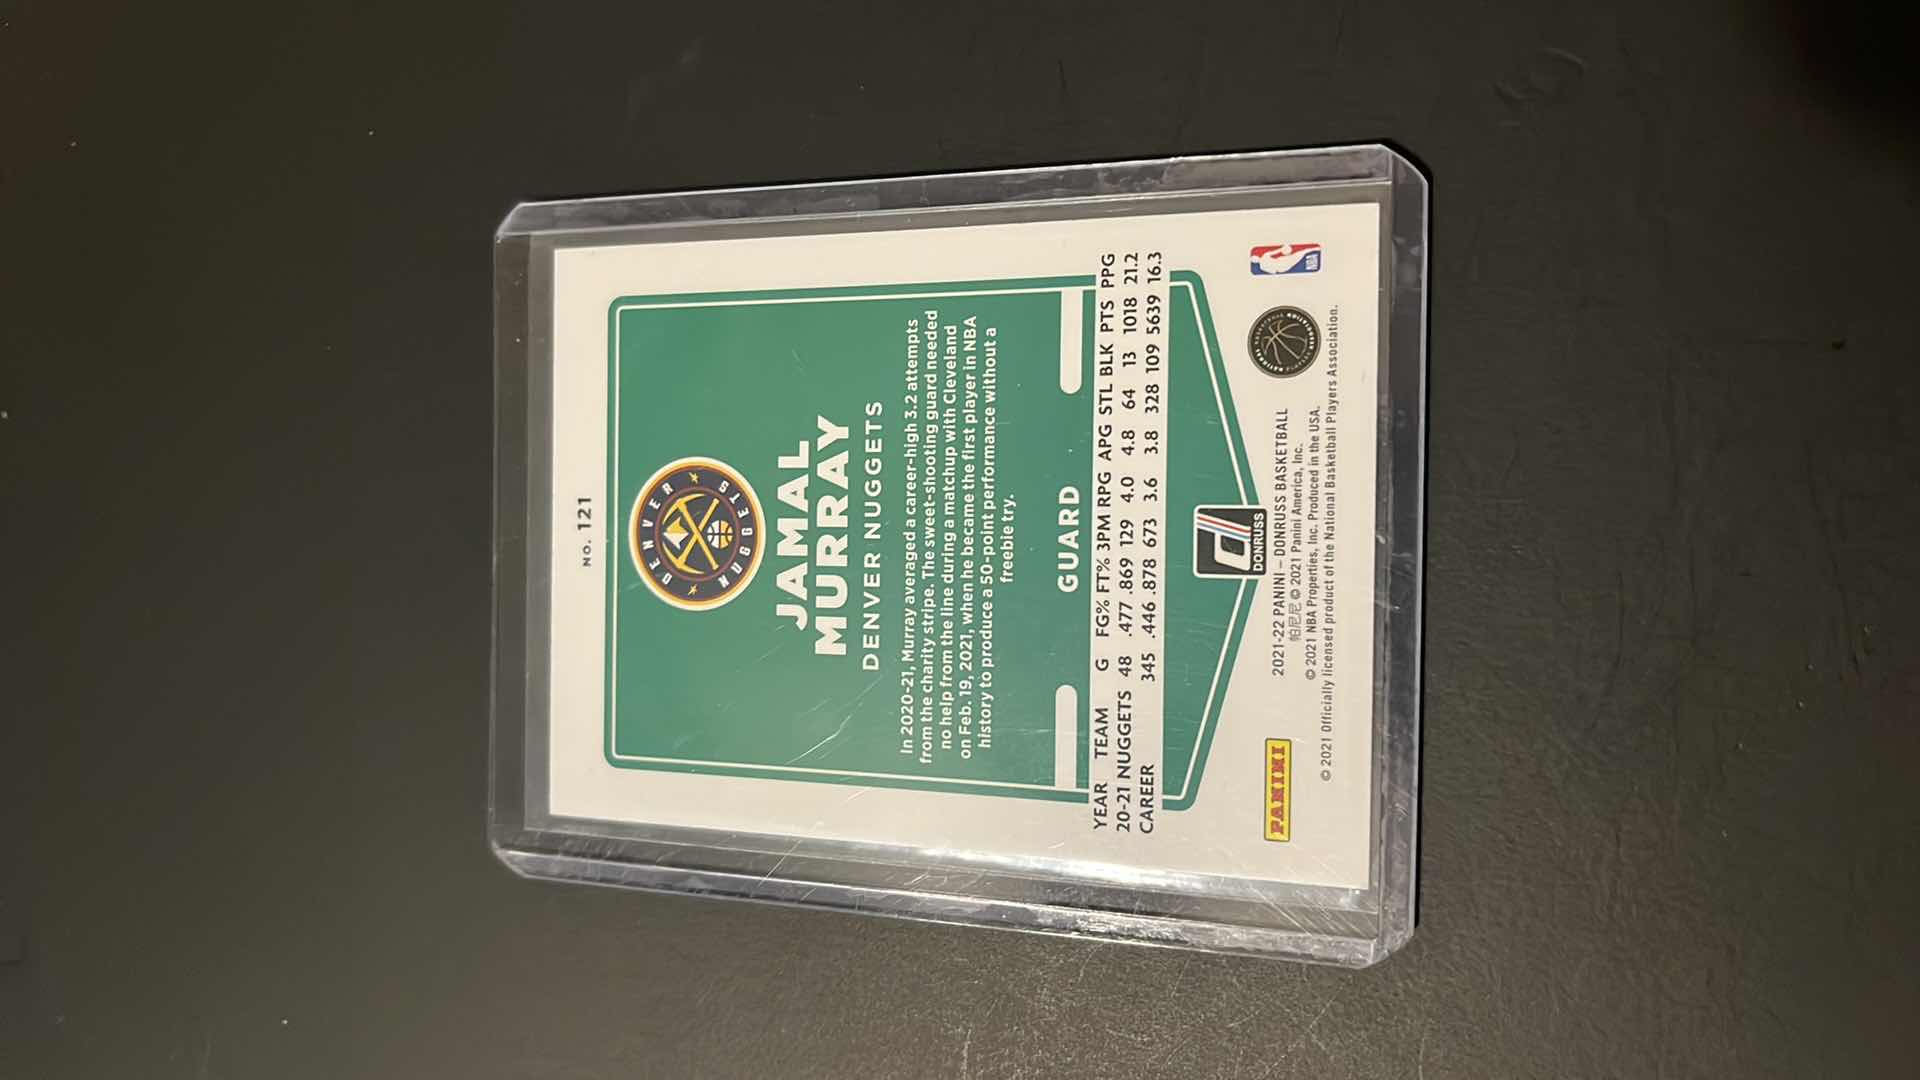 NO. 121
DENVER
NUGGETS
JAMAL
MURRAY
DENVER NUGGETS
In 2020-21, Murray averaged a career-high 3.2 attempts
from the charity stripe. The sweet-shooting guard needed
no help from the line during a matchup with Cleveland
on Feb. 19, 2021, when he became the first player in NBA
history to produce a 50-point performance without a
freebie try.
GUARD
YEAR TEAM G FG% FT% 3PM RPG APG STL BLK PTS PPG
20-21 NUGGETS 48 .477 .869 129 4.0 4.8 64 13 1018 21.2
CAREER 345 .446 .878 673 3.6 3.8 328 109 5639 16.3
DONRUSS
PANINI
2021-22 PANINI – DONRUSS BASKETBALL
帕尼尼 © 2021 Panini America, Inc.
© 2021 NBA Properties, Inc. Produced in the USA.
© 2021 Officially licensed product of the National Basketball Players Association.
NBA